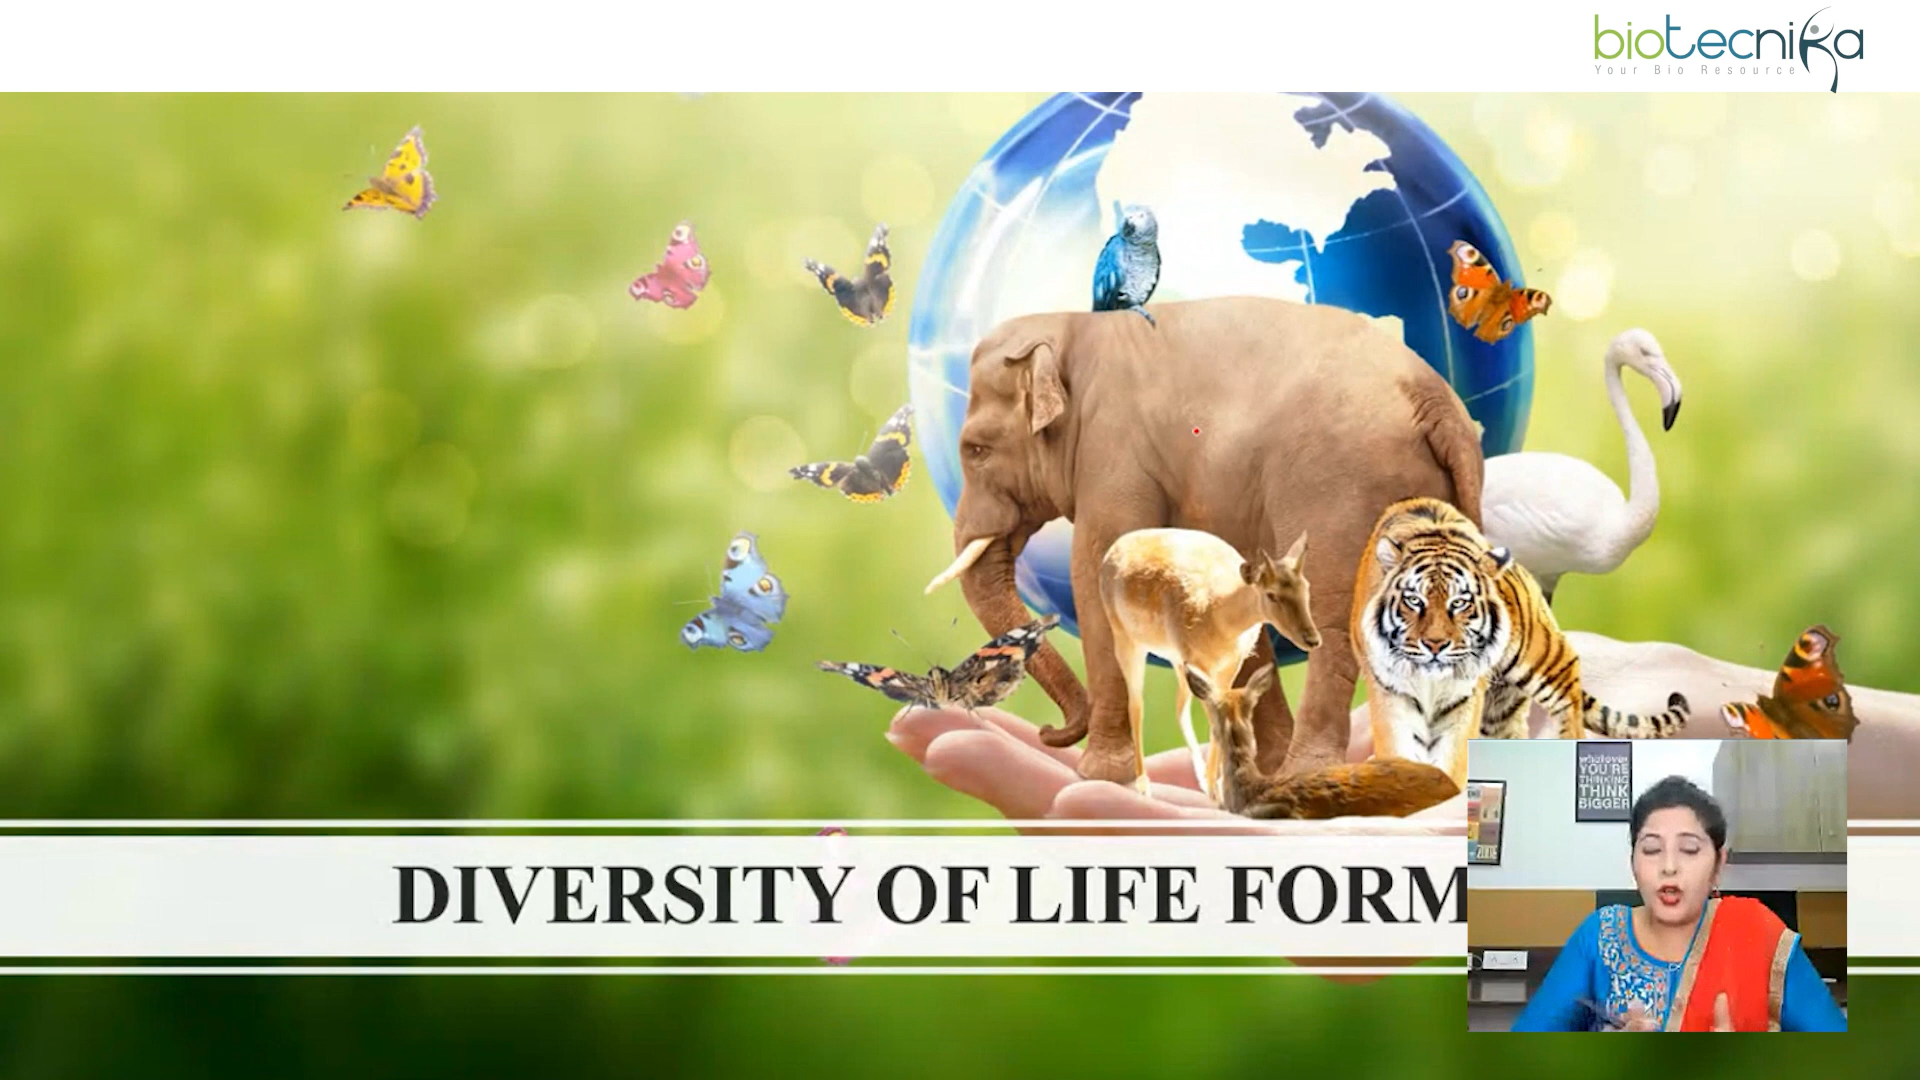 biotecnika
Your Bio Resource
DIVERSITY OF LIFE FORM
whatever
YOU'RE
THINKING
THINK
BIGGER